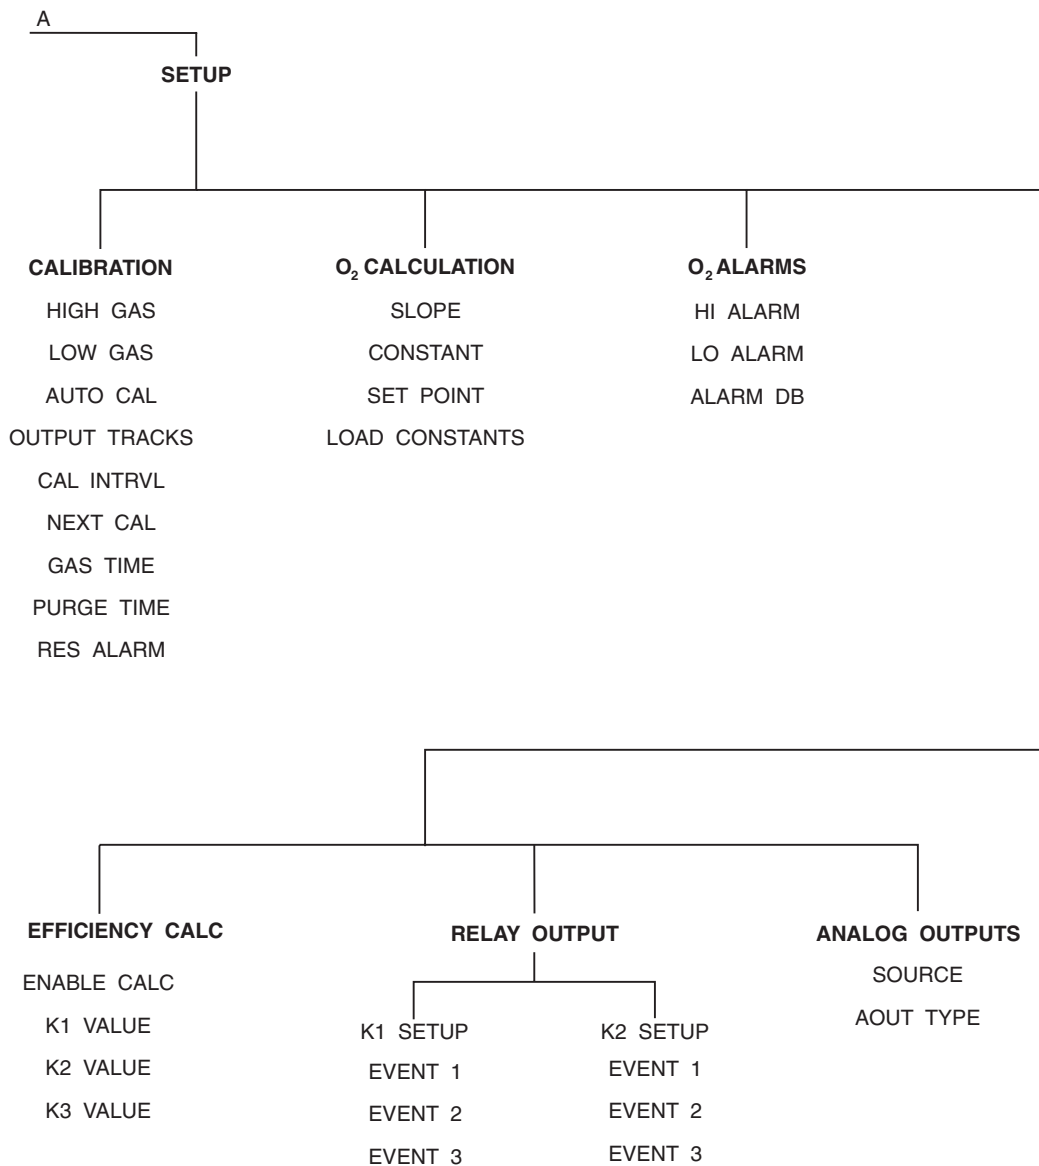 A
SETUP
CALIBRATION
HIGH GAS
LOW GAS
AUTO CAL
OUTPUT TRACKS
CAL INTRVL
NEXT CAL
GAS TIME
PURGE TIME
RES ALARM
O₂ CALCULATION
SLOPE
CONSTANT
SET POINT
LOAD CONSTANTS
O₂ ALARMS
HI ALARM
LO ALARM
ALARM DB
EFFICIENCY CALC
ENABLE CALC
K1 VALUE
K2 VALUE
K3 VALUE
RELAY OUTPUT
K1 SETUP
EVENT 1
EVENT 2
EVENT 3
K2 SETUP
EVENT 1
EVENT 2
EVENT 3
ANALOG OUTPUTS
SOURCE
AOUT TYPE